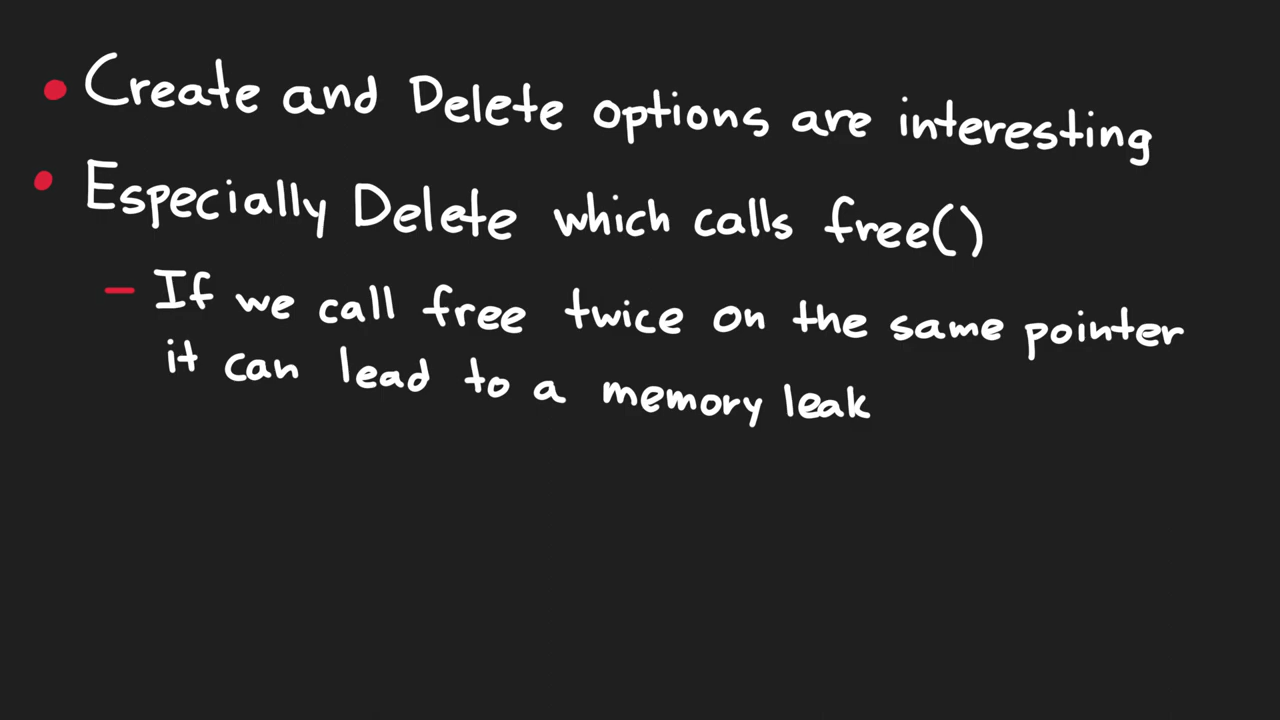 • Create and Delete options are interesting
• Especially Delete which calls free()
– If we call free twice on the same pointer
it can lead to a memory leak